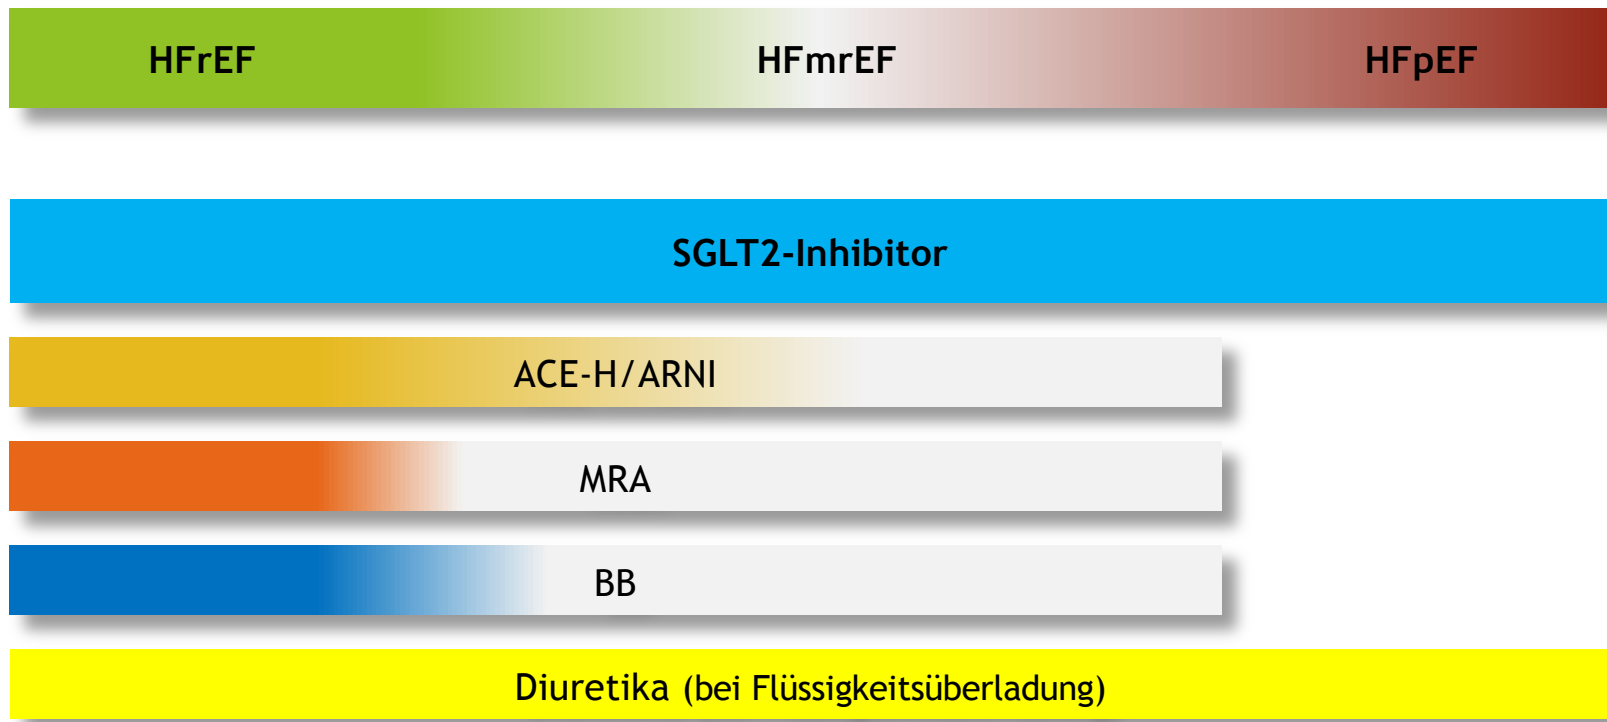 HFrEF HFmrEF HFpEF
SGLT2-Inhibitor
ACE-H/ARNI
MRA
BB
Diuretika (bei Flüssigkeitsüberladung)